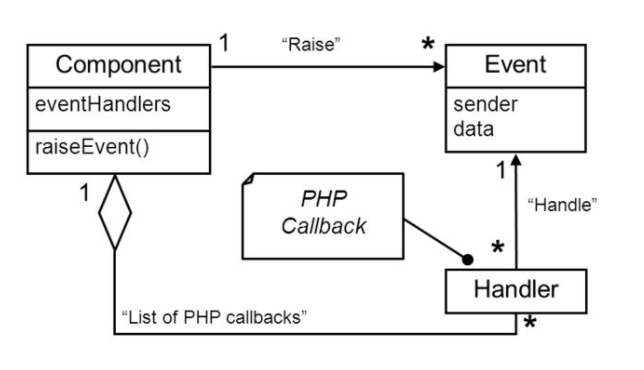 1 “Raise” *
Component
Event
eventHandlers
sender
data
raiseEvent()
1
1
“Handle”
PHP
Callback
*
Handler
“List of PHP callbacks”
*